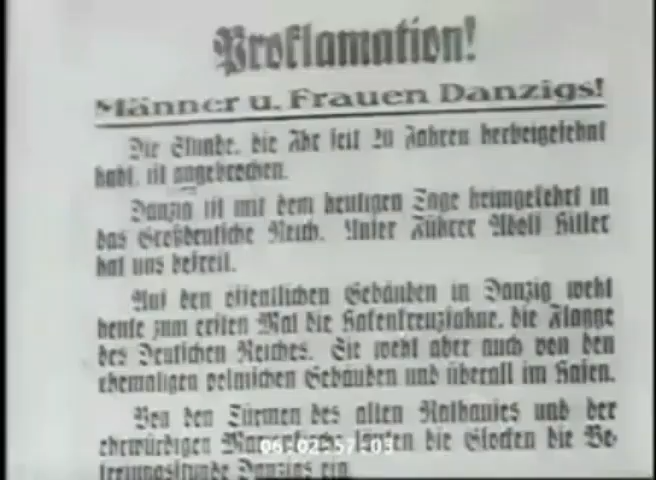 Proklamation!
Männer u. Frauen Danzigs!
Die Stunde, die Ihr seit 20 Jahren herbeigesehnt
habt, ist angebrochen.
Danzig ist mit dem heutigen Tage heimgekehrt in
das Großdeutsche Reich. Unser Führer Adolf Hitler
hat uns befreit.
Auf den öffentlichen Gebäuden in Danzig weht
heute zum ersten Mal die Hakenkreuzfahne, die Flagge
des Deutschen Reiches. Sie weht aber auch von den
ehemaligen polnischen Gebäuden und überall im Hafen.
Von den Türmen des alten Rathauses und der
ehrwürdigen Marienkirche läuten die Glocken die Be-
freiungsstunde Danzigs ein.
06:02:57:03